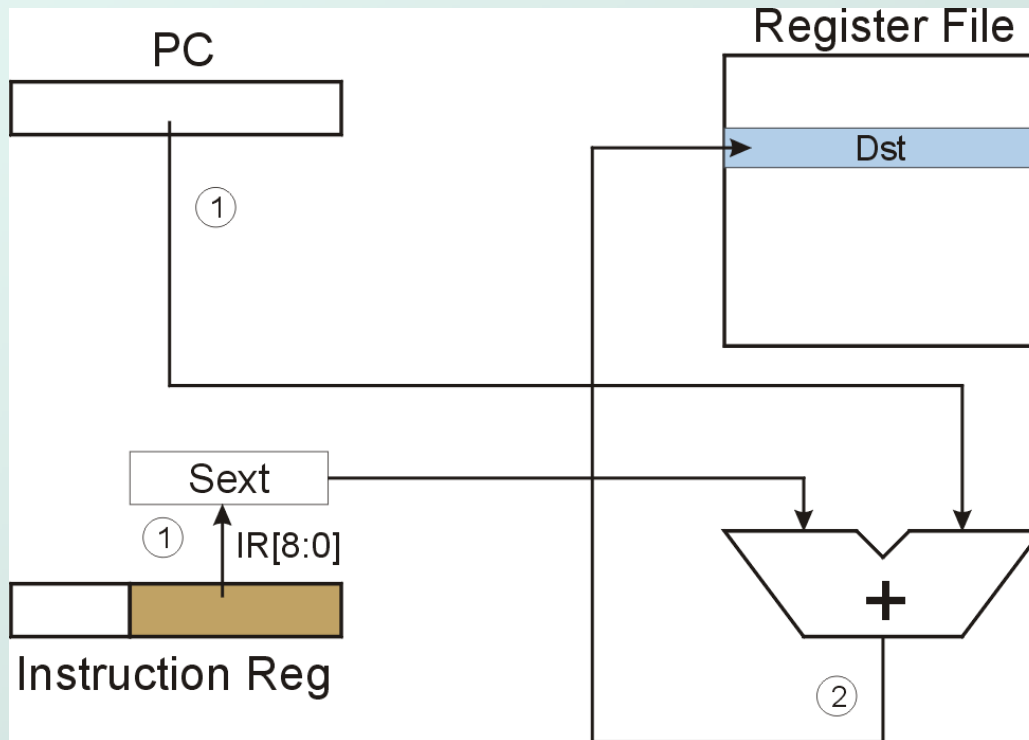 PC
Register File
Dst
1
Sext
1
IR[8:0]
+
Instruction Reg
2